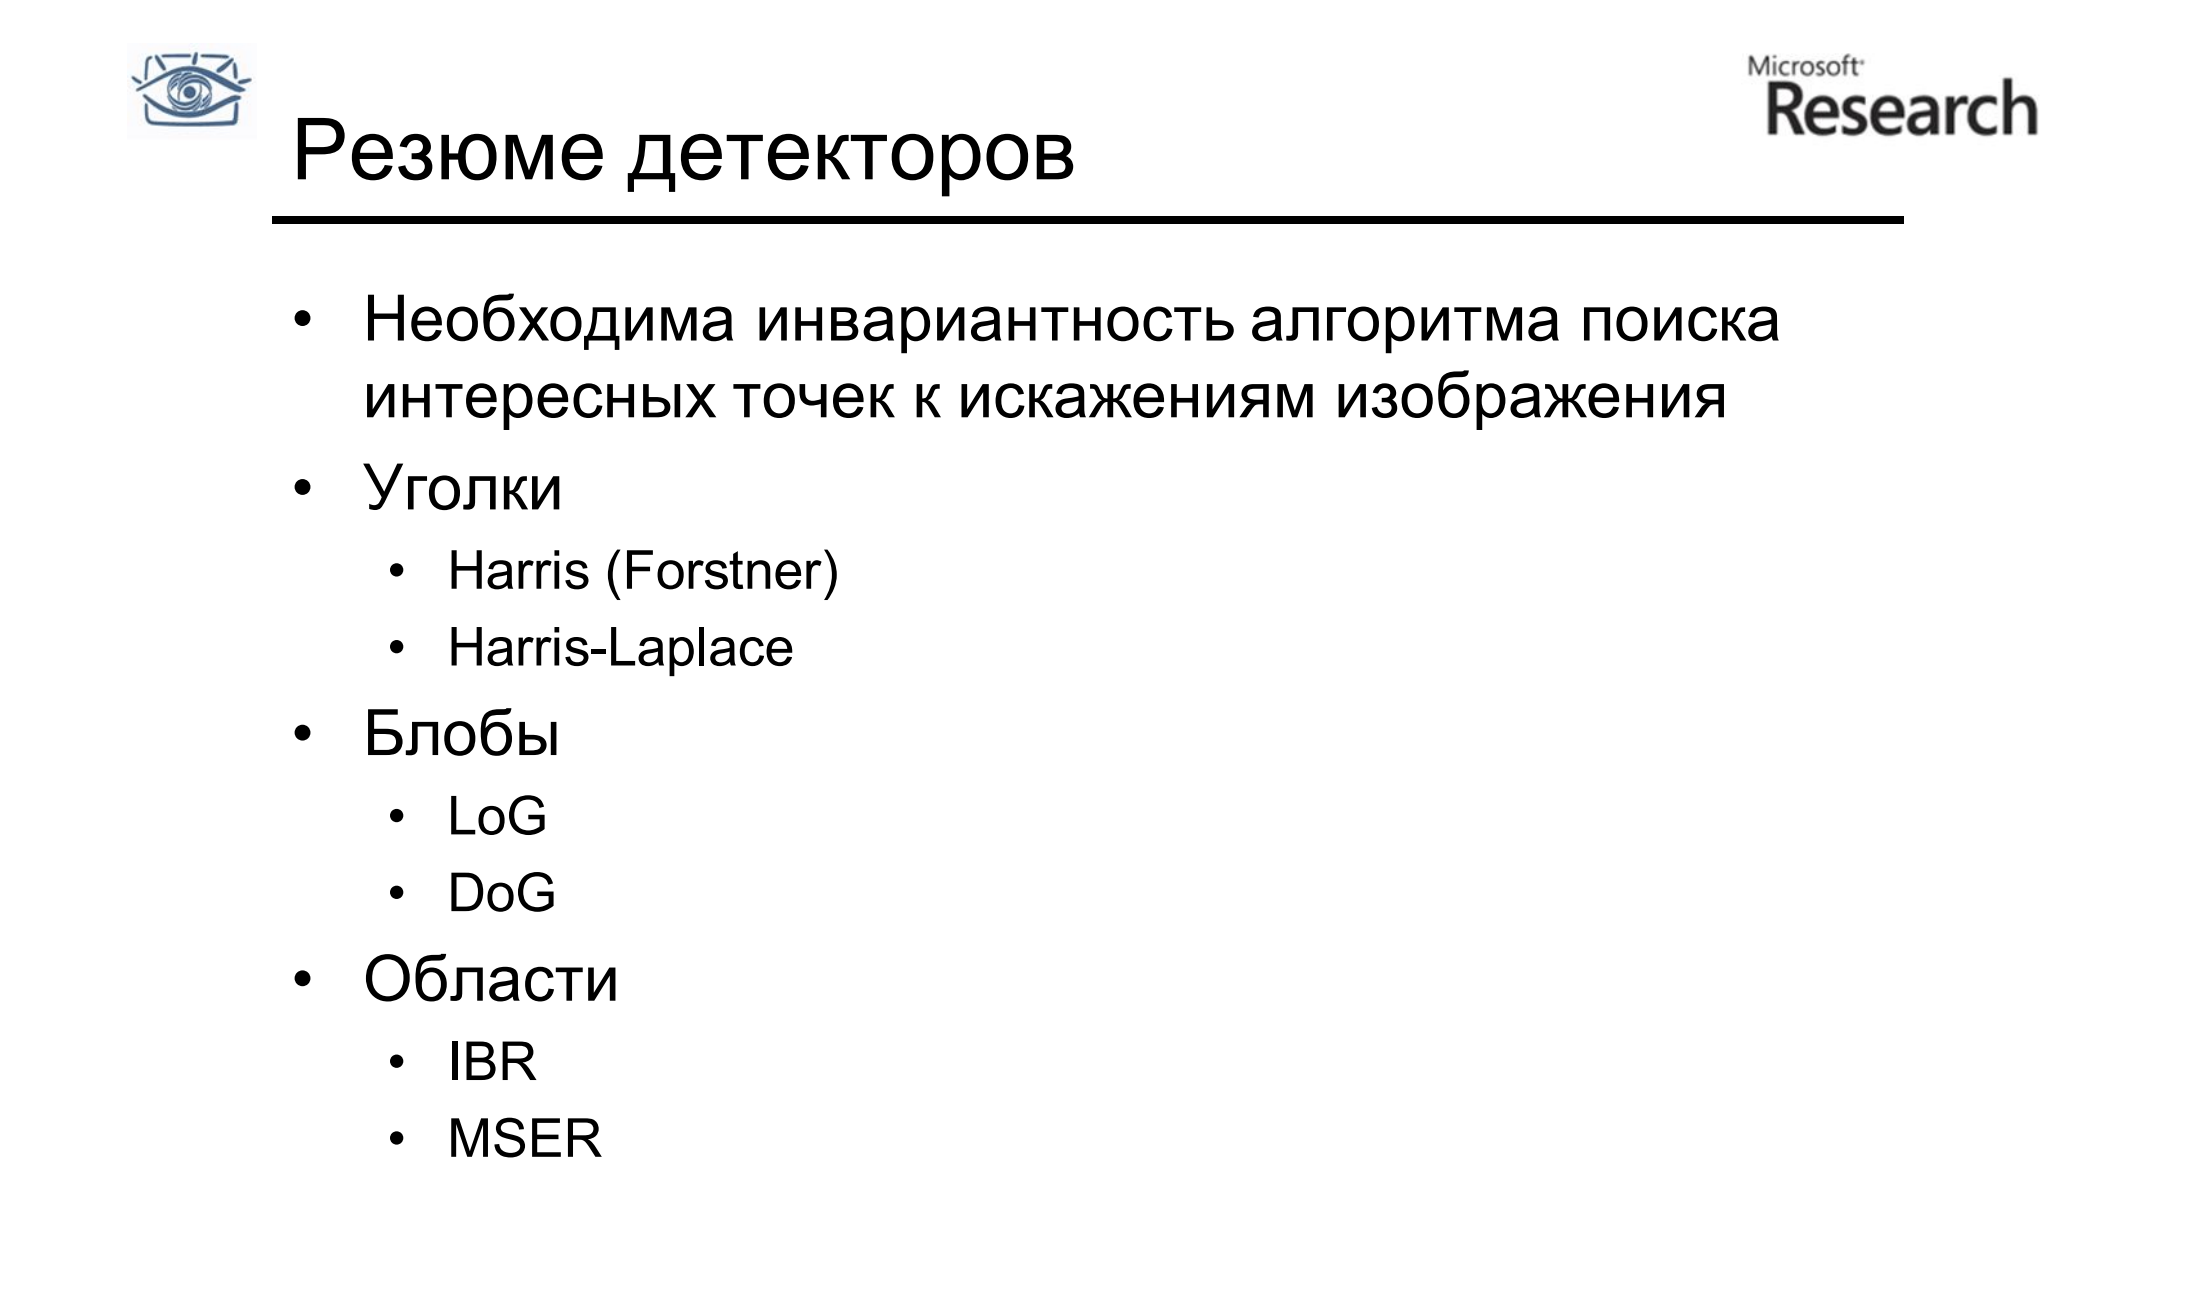 Microsoft
Research
Резюме детекторов
• Необходима инвариантность алгоритма поиска
интересных точек к искажениям изображения
• Уголки
• Harris (Forstner)
• Harris-Laplace
• Блобы
• LoG
• DoG
• Области
• IBR
• MSER